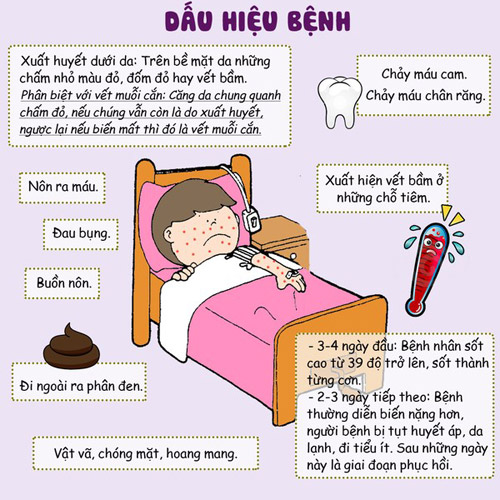 DẤU HIỆU BỆNH
Xuất huyết dưới da: Trên bề mặt da những
chấm nhỏ màu đỏ, đốm đỏ hay vết bầm.
Phân biệt với vết muỗi cắn: Căng da chung quanh
chấm đỏ, nếu chúng vẫn còn là do xuất huyết,
ngược lại nếu biến mất thì đó là vết muỗi cắn.
Chảy máu cam.
Chảy máu chân răng.
Nôn ra máu.
Xuất hiện vết bầm ở
những chỗ tiêm.
Đau bụng.
Buồn nôn.
Đi ngoài ra phân đen.
- 3-4 ngày đầu: Bệnh nhân sốt
cao từ 39 độ trở lên, sốt thành
từng cơn.
- 2-3 ngày tiếp theo: Bệnh
thường diễn biến nặng hơn,
người bệnh bị tụt huyết áp, da
lạnh, đi tiểu ít. Sau những ngày
này là giai đoạn phục hồi.
Vật vã, chóng mặt, hoang mang.